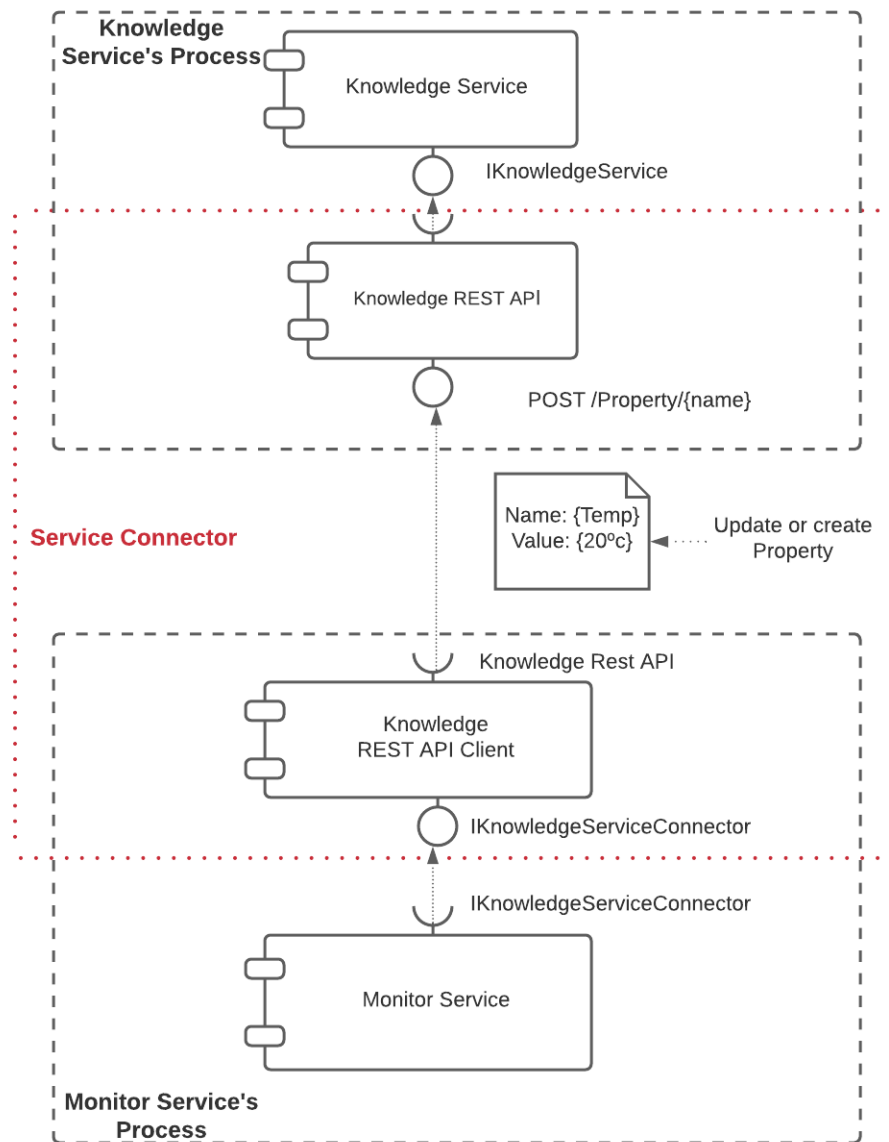 Knowledge
Service's Process
Knowledge Service
IKnowledgeService
Knowledge REST API
POST /Property/{name}
Name: {Temp}
Value: {20ºc}
Update or create
Property
Service Connector
Knowledge Rest API
Knowledge
REST API Client
IKnowledgeServiceConnector
IKnowledgeServiceConnector
Monitor Service
Monitor Service's
Process